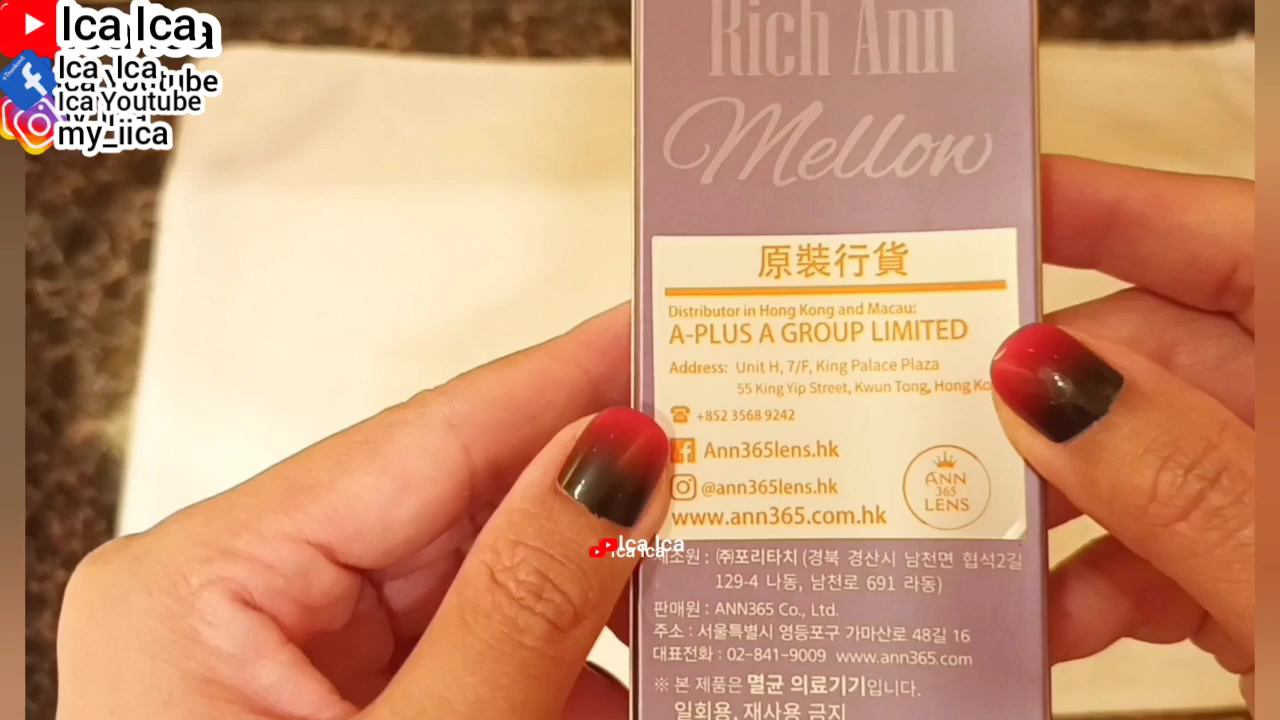 Ica Ica
Ica Ica
Ica Youtube
Ica Youtube
my_iica
Rich Ann
Mellow
原裝行貨
Distributor in Hong Kong and Macau:
A-PLUS A GROUP LIMITED
Address: Unit H, 7/F, King Palace Plaza
55 King Yip Street, Kwun Tong, Hong
+852 3568 9242
Ann365lens.hk
@ann365lens.hk
www.ann365.com.hk
ANN
365
LENS
Ica Ica
Ica Ica
: ㈜포리타치 (경북 경산시 남천면 협석2길
129-4 나동, 남천로 691 라동)
판매원 : ANN365 Co., Ltd.
주소 : 서울특별시 영등포구 가마산로 48길 16
대표전화 : 02-841-9009 www.ann365.com
※ 본 제품은 멸균 의료기기입니다.
일회용, 재사용 금지